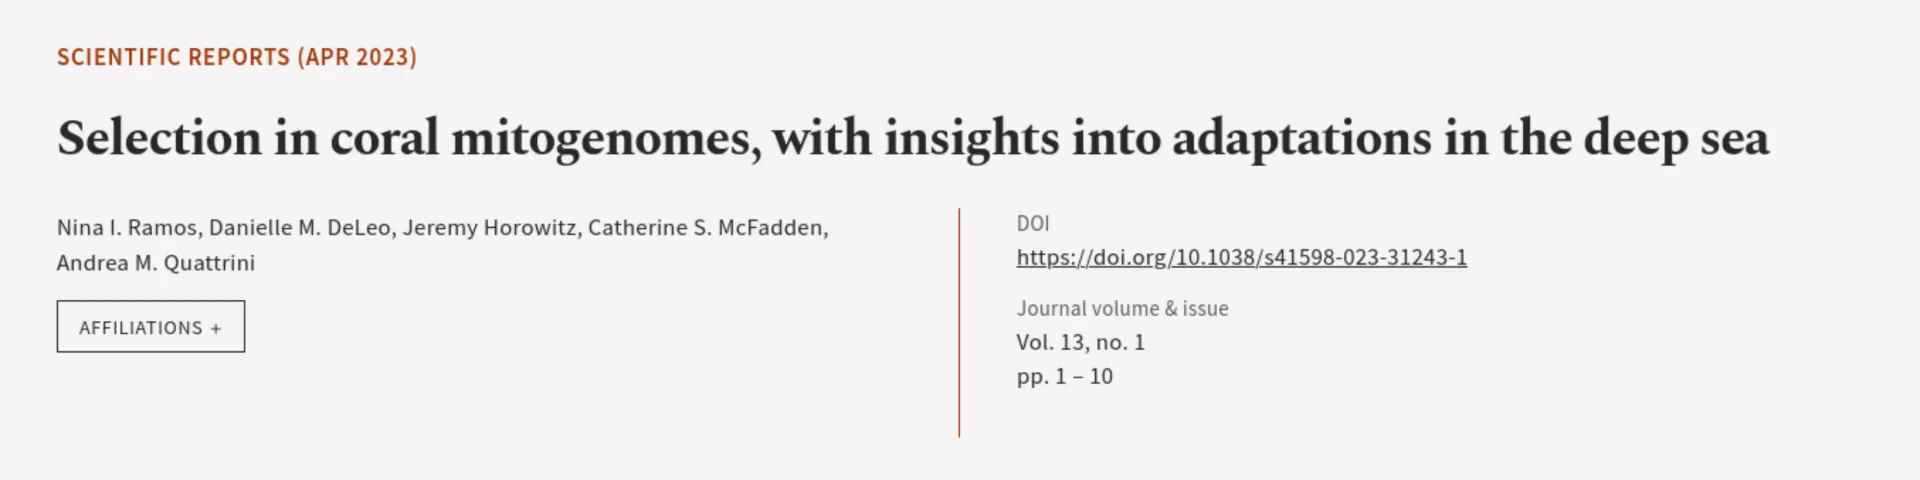 SCIENTIFIC REPORTS (APR 2023)
Selection in coral mitogenomes, with insights into adaptations in the deep sea
Nina I. Ramos, Danielle M. DeLeo, Jeremy Horowitz, Catherine S. McFadden,
Andrea M. Quattrini
AFFILIATIONS +
DOI
https://doi.org/10.1038/s41598-023-31243-1
Journal volume & issue
Vol. 13, no. 1
pp. 1 – 10